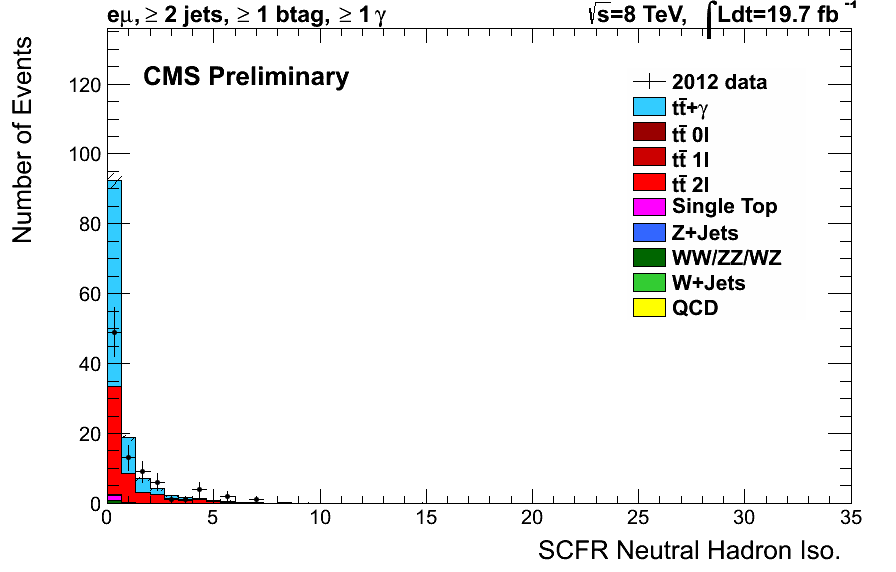 eμ, ≥ 2 jets, ≥ 1 btag, ≥ 1 γ
√s=8 TeV, ∫Ldt=19.7 fb⁻¹
CMS Preliminary
2012 data
tt̄+γ
tt̄ 0l
tt̄ 1l
tt̄ 2l
Single Top
Z+Jets
WW/ZZ/WZ
W+Jets
QCD
Number of Events
120
100
80
60
40
20
0
0 5 10 15 20 25 30 35
SCFR Neutral Hadron Iso.